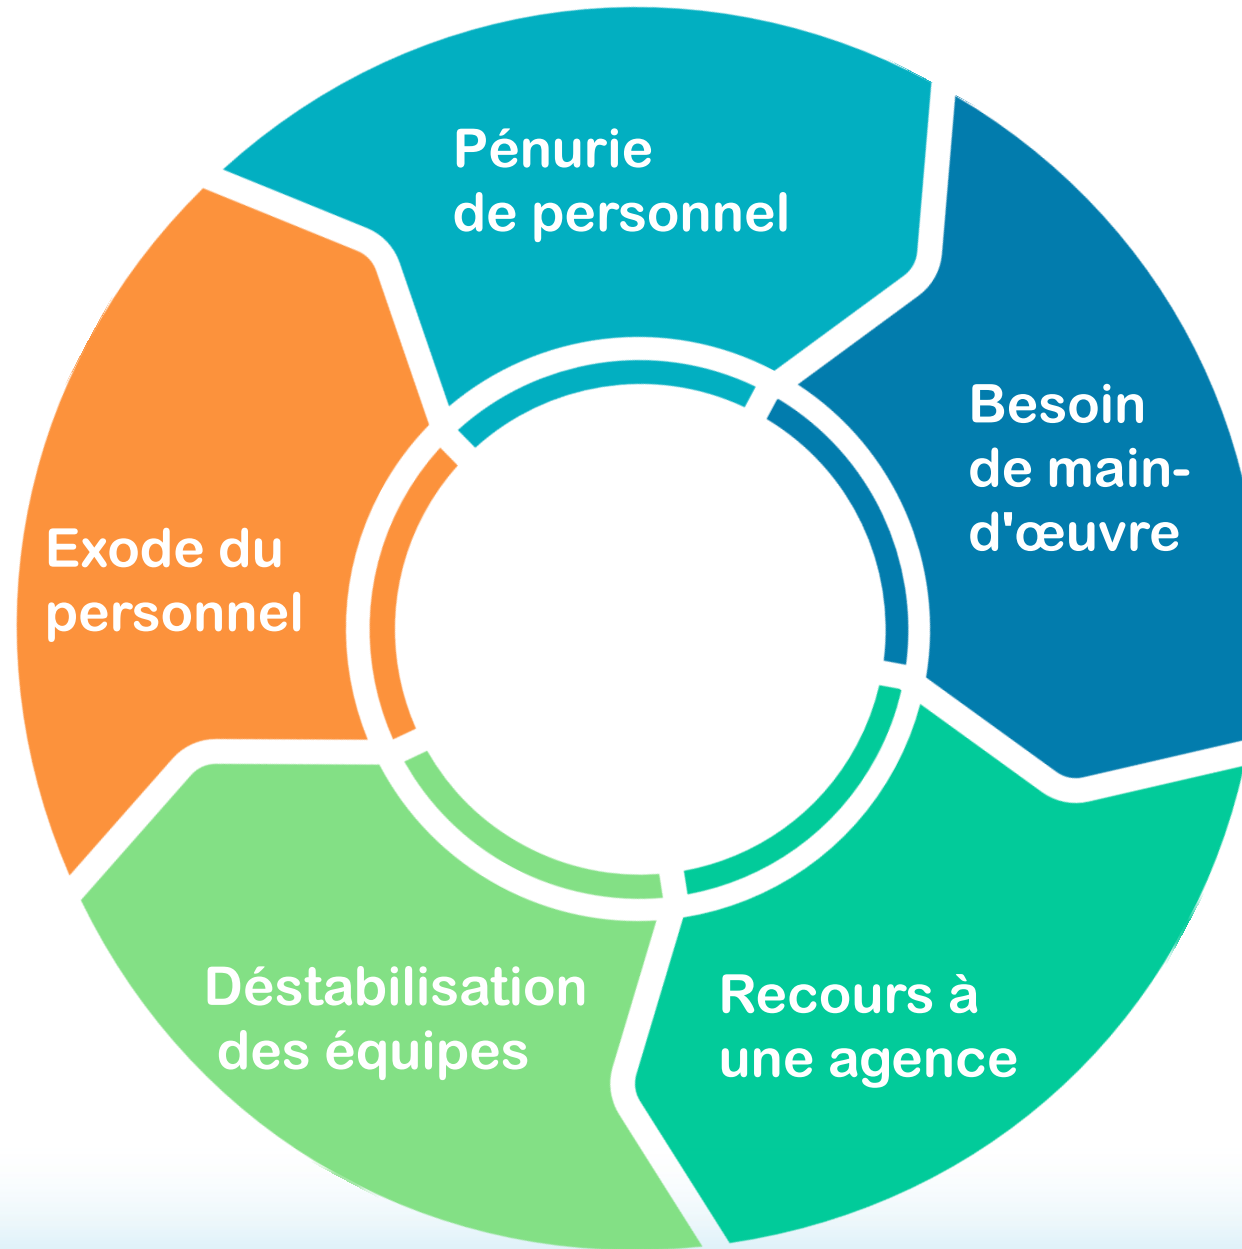 Pénurie
de personnel
Besoin
de main-
d'œuvre
Recours à
une agence
Déstabilisation
des équipes
Exode du
personnel